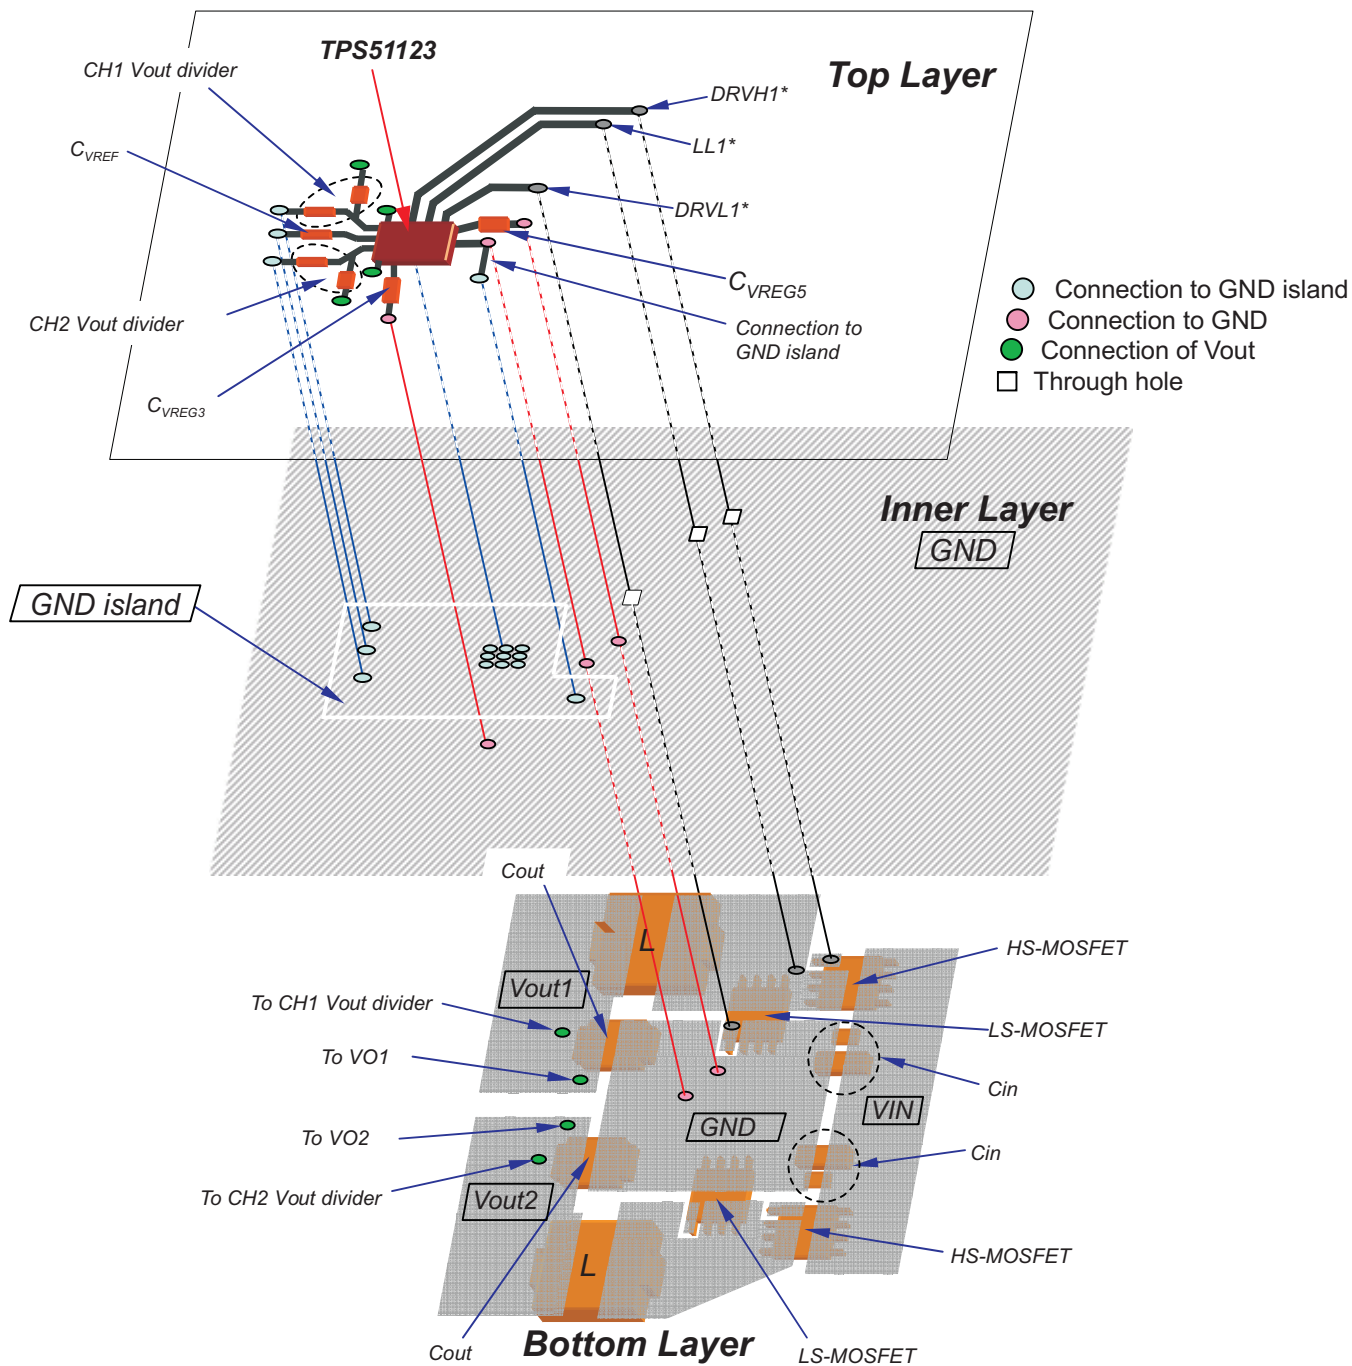 TPS51123
CH1 Vout divider
Top Layer
DRVH1*
C_VREF
LL1*
DRVL1*
C_VREG5
Connection to GND island
CH2 Vout divider
Connection to
GND island
Connection to GND
Connection of Vout
Through hole
C_VREG3
Inner Layer
GND
GND island
Cout
L
HS-MOSFET
Vout1
To CH1 Vout divider
LS-MOSFET
To VO1
Cin
VIN
GND
To VO2
Cin
To CH2 Vout divider
Vout2
HS-MOSFET
L
Cout
Bottom Layer
LS-MOSFET